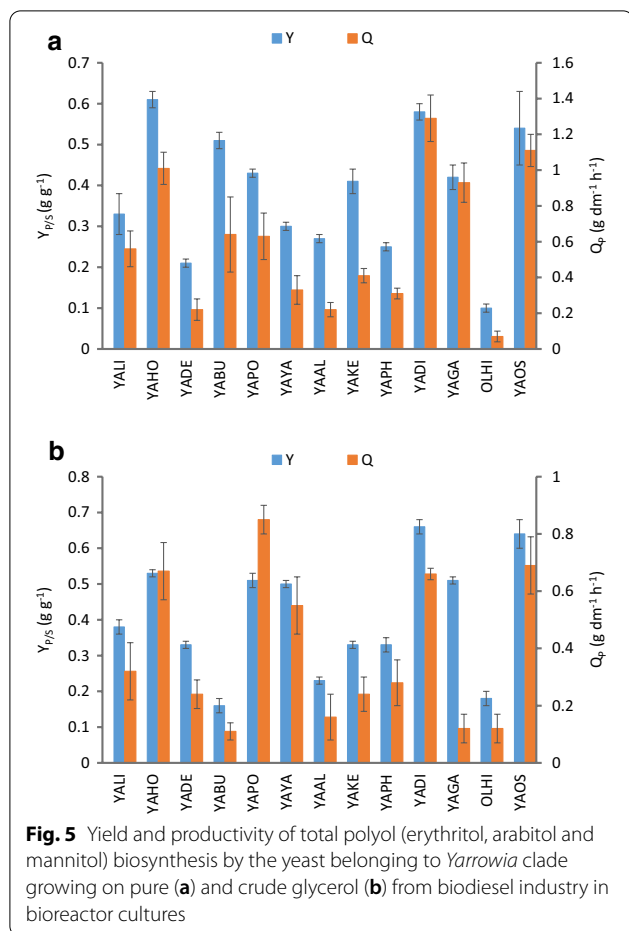 a
Y Q
0.7
0.6
0.5
0.4
0.3
0.2
0.1
0
Y P/S (g g-1)
1.6
1.4
1.2
1
0.8
0.6
0.4
0.2
0
QP (g dm-1 h-1)
YALI YAHO YADE YABU YAPO YAYA YAAL YAKE YAPH YADI YAGA OLHI YAOS
b
Y Q
0.8
0.7
0.6
0.5
0.4
0.3
0.2
0.1
0
Y P/S (g g-1)
1
0.8
0.6
0.4
0.2
0
QP (g dm-1 h-1)
YALI YAHO YADE YABU YAPO YAYA YAAL YAKE YAPH YADI YAGA OLHI YAOS
Fig. 5 Yield and productivity of total polyol (erythritol, arabitol and
mannitol) biosynthesis by the yeast belonging to Yarrowia clade
growing on pure (a) and crude glycerol (b) from biodiesel industry in
bioreactor cultures